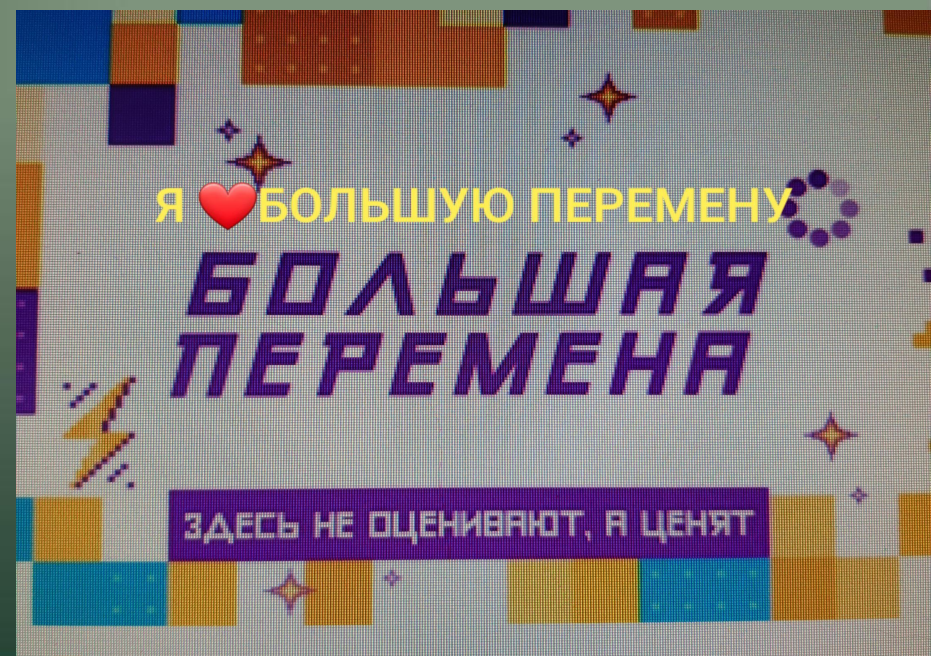 Я ❤️БОЛЬШУЮ ПЕРЕМЕНУ
БОЛЬШАЯ
ПЕРЕМЕНА
ЗДЕСЬ НЕ ОЦЕНИВАЮТ, А ЦЕНЯТ